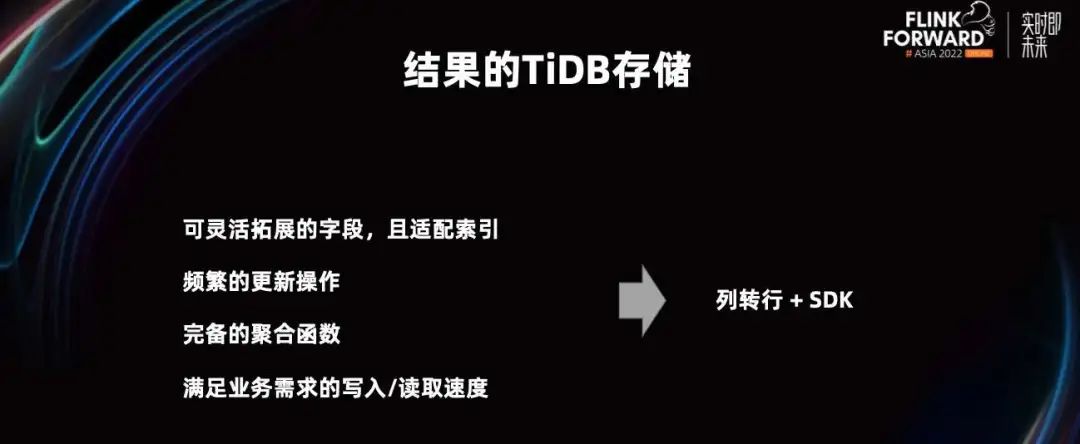 FLINK
FORWARD
# ASIA 2022 ONLINE
实时即
未来
结果的TiDB存储
可灵活拓展的字段，且适配索引
频繁的更新操作
完备的聚合函数
满足业务需求的写入/读取速度
列转行 + SDK